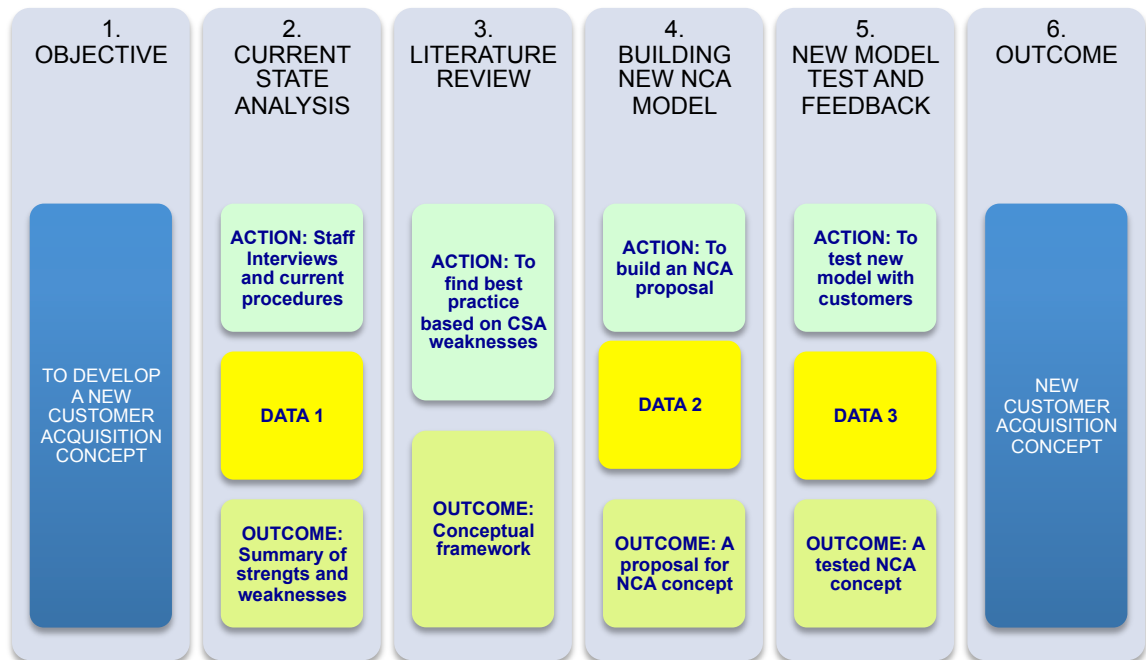 1.
OBJECTIVE
TO DEVELOP
A NEW
CUSTOMER
ACQUISITION
CONCEPT
2.
CURRENT
STATE
ANALYSIS
ACTION: Staff
Interviews
and current
procedures
DATA 1
OUTCOME:
Summary of
strengts and
weaknesses
3.
LITERATURE
REVIEW
ACTION: To
find best
practice
based on CSA
weaknesses
OUTCOME:
Conceptual
framework
4.
BUILDING
NEW NCA
MODEL
ACTION: To
build an NCA
proposal
DATA 2
OUTCOME: A
proposal for
NCA concept
5.
NEW MODEL
TEST AND
FEEDBACK
ACTION: To
test new
model with
customers
DATA 3
OUTCOME: A
tested NCA
concept
6.
OUTCOME
NEW
CUSTOMER
ACQUISITION
CONCEPT